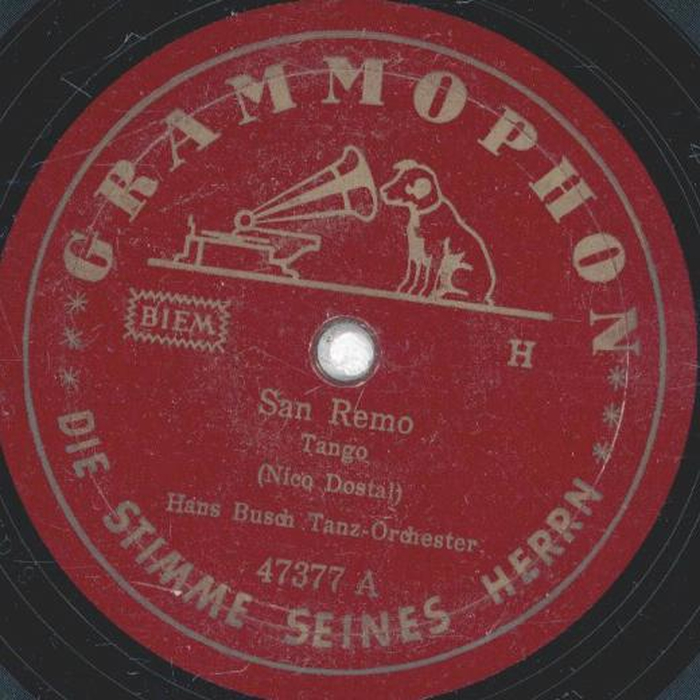 GRAMMOPHON
BIEM
H
San Remo
Tango
(Nico Dostal)
Hans Busch Tanz-Orchester
47377 A
*** DIE STIMME SEINES HERRN ***